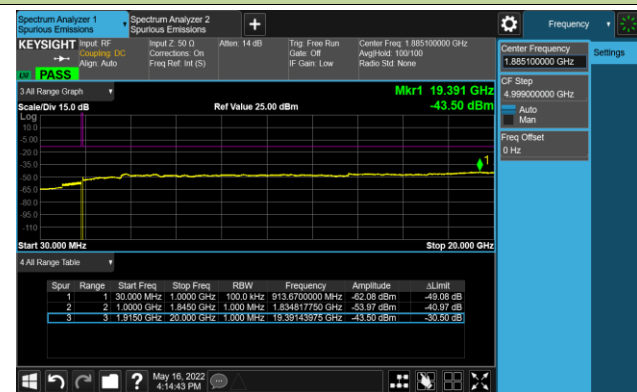 Spectrum Analyzer 1
Spurious Emissions
Spectrum Analyzer 2
Spurious Emissions
Frequency
KEYSIGHT
Input: RF
Coupling: DC
Align: Auto
Input Z: 50 Ω
Corrections: On
Freq Ref: Int (S)
Atten: 14 dB
Trig: Free Run
Gate: Off
IF Gain: Low
Center Freq: 1.885100000 GHz
Avg|Hold: 100/100
Radio Std: None
PASS
Center Frequency
1.885100000 GHz
Settings
CF Step
4.999000000 GHz
Auto
Man
Freq Offset
0 Hz
3 All Range Graph
Mkr1 19.391 GHz
Scale/Div 15.0 dB
Ref Value 25.00 dBm
-43.50 dBm
Log
10.0
-5.00
-20.0
-35.0
-50.0
-65.0
-80.0
-95.0
-110
1
Start 30.000 MHz
Stop 20.000 GHz
4 All Range Table
Spur Range Start Freq Stop Freq RBW Frequency Amplitude ΔLimit
1 1 30.000 MHz 1.0000 GHz 100.0 kHz 913.6700000 MHz -62.08 dBm -49.08 dB
2 2 1.0000 GHz 1.8450 GHz 1.000 MHz 1.834817750 GHz -53.97 dBm -40.97 dB
3 3 1.9150 GHz 20.000 GHz 1.000 MHz 19.39143975 GHz -43.50 dBm -30.50 dB
May 16, 2022
4:14:43 PM